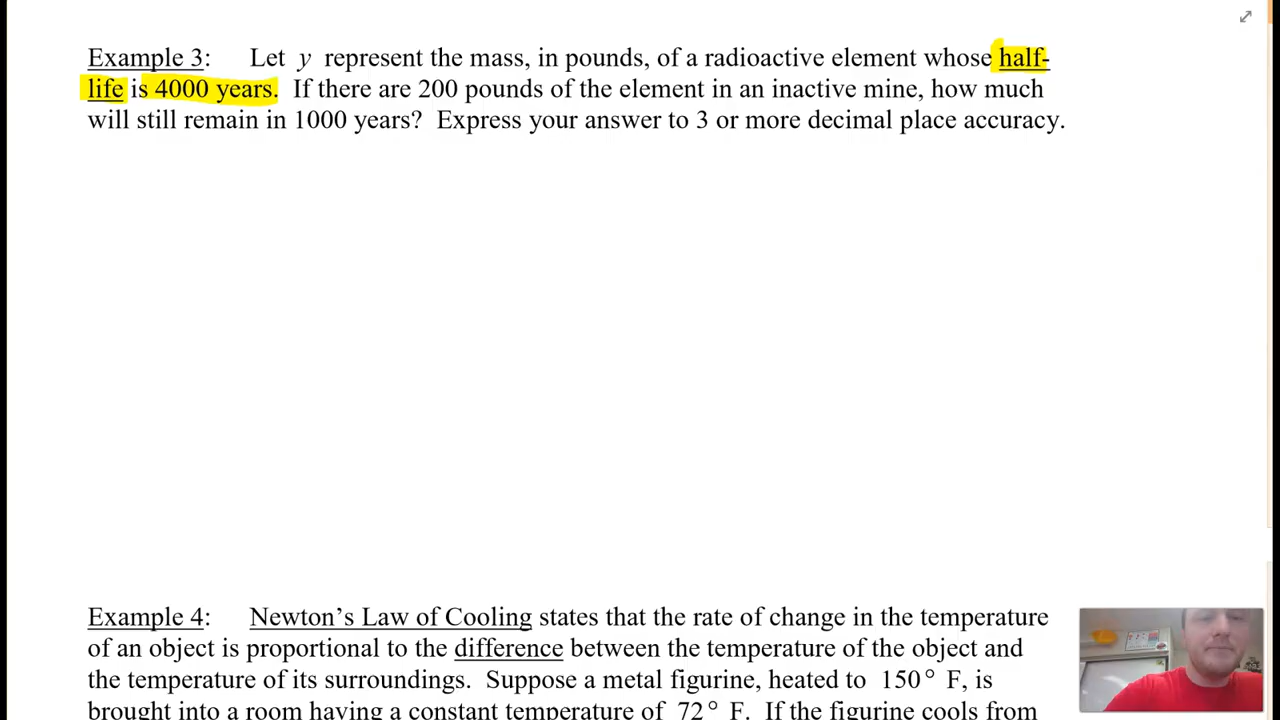 Example 3: Let y represent the mass, in pounds, of a radioactive element whose half-
life is 4000 years. If there are 200 pounds of the element in an inactive mine, how much
will still remain in 1000 years? Express your answer to 3 or more decimal place accuracy.
Example 4: Newton’s Law of Cooling states that the rate of change in the temperature
of an object is proportional to the difference between the temperature of the object and
the temperature of its surroundings. Suppose a metal figurine, heated to 150° F, is
brought into a room having a constant temperature of 72° F. If the figurine cools from